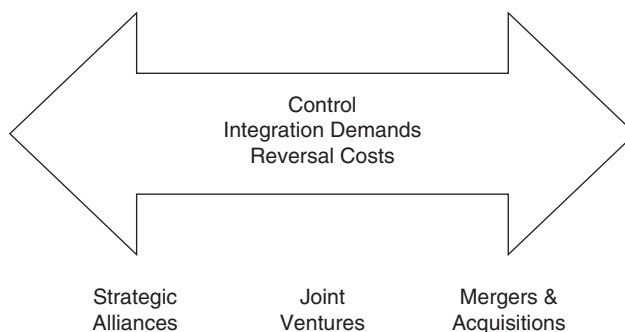 Control
Integration Demands
Reversal Costs
Strategic Joint Mergers &
Alliances Ventures Acquisitions